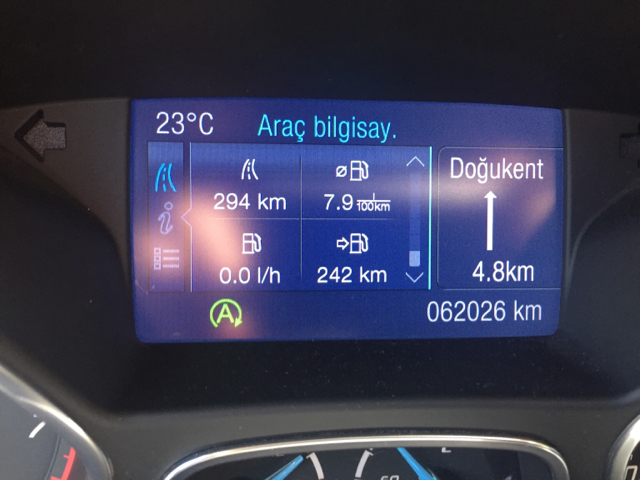 23°C
Araç bilgisay.
294 km
ø 7.9 l/100km
0.0 l/h
242 km
Doğukent
4.8km
A
062026 km